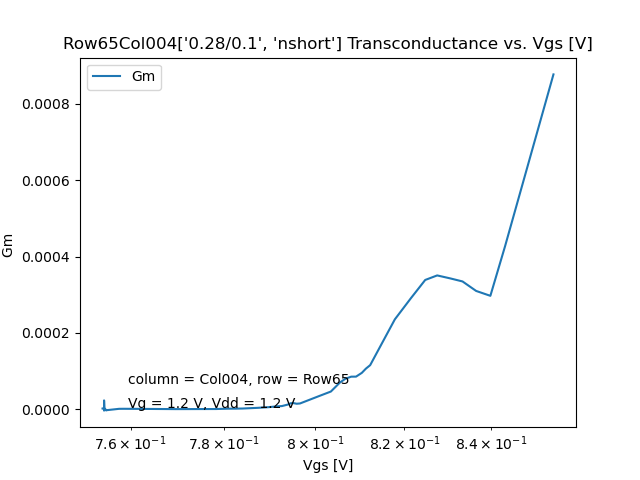 Row65Col004['0.28/0.1', 'nshort'] Transconductance vs. Vgs [V]
Gm
0.0008
0.0006
0.0004
0.0002
0.0000
Gm
column = Col004, row = Row65
Vg = 1.2 V, Vdd = 1.2 V
7.6 × 10⁻¹ 7.8 × 10⁻¹ 8 × 10⁻¹ 8.2 × 10⁻¹ 8.4 × 10⁻¹
Vgs [V]